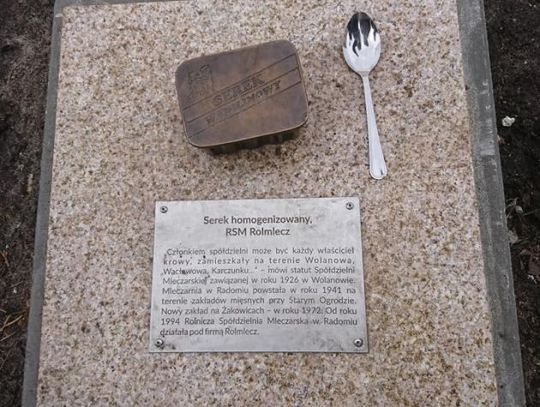 SEREK
WANILIOWY
Serek homogenizowany,
RSM Rolmlecz
„Członkiem spółdzielni może być każdy właściciel
krowy, zamieszkały na terenie Wolanowa,
Wacławowa, Karczunku...” – mówi statut Spółdzielni
Mleczarskiej zawiązanej w roku 1926 w Wolanowie.
Mleczarnia w Radomiu powstała w roku 1941 na
terenie zakładów mięsnych przy Starym Ogrodzie.
Nowy zakład na Żakowicach – w roku 1972. Od roku
1994 Rolnicza Spółdzielnia Mleczarska w Radomiu
działała pod firmą Rolmlecz.